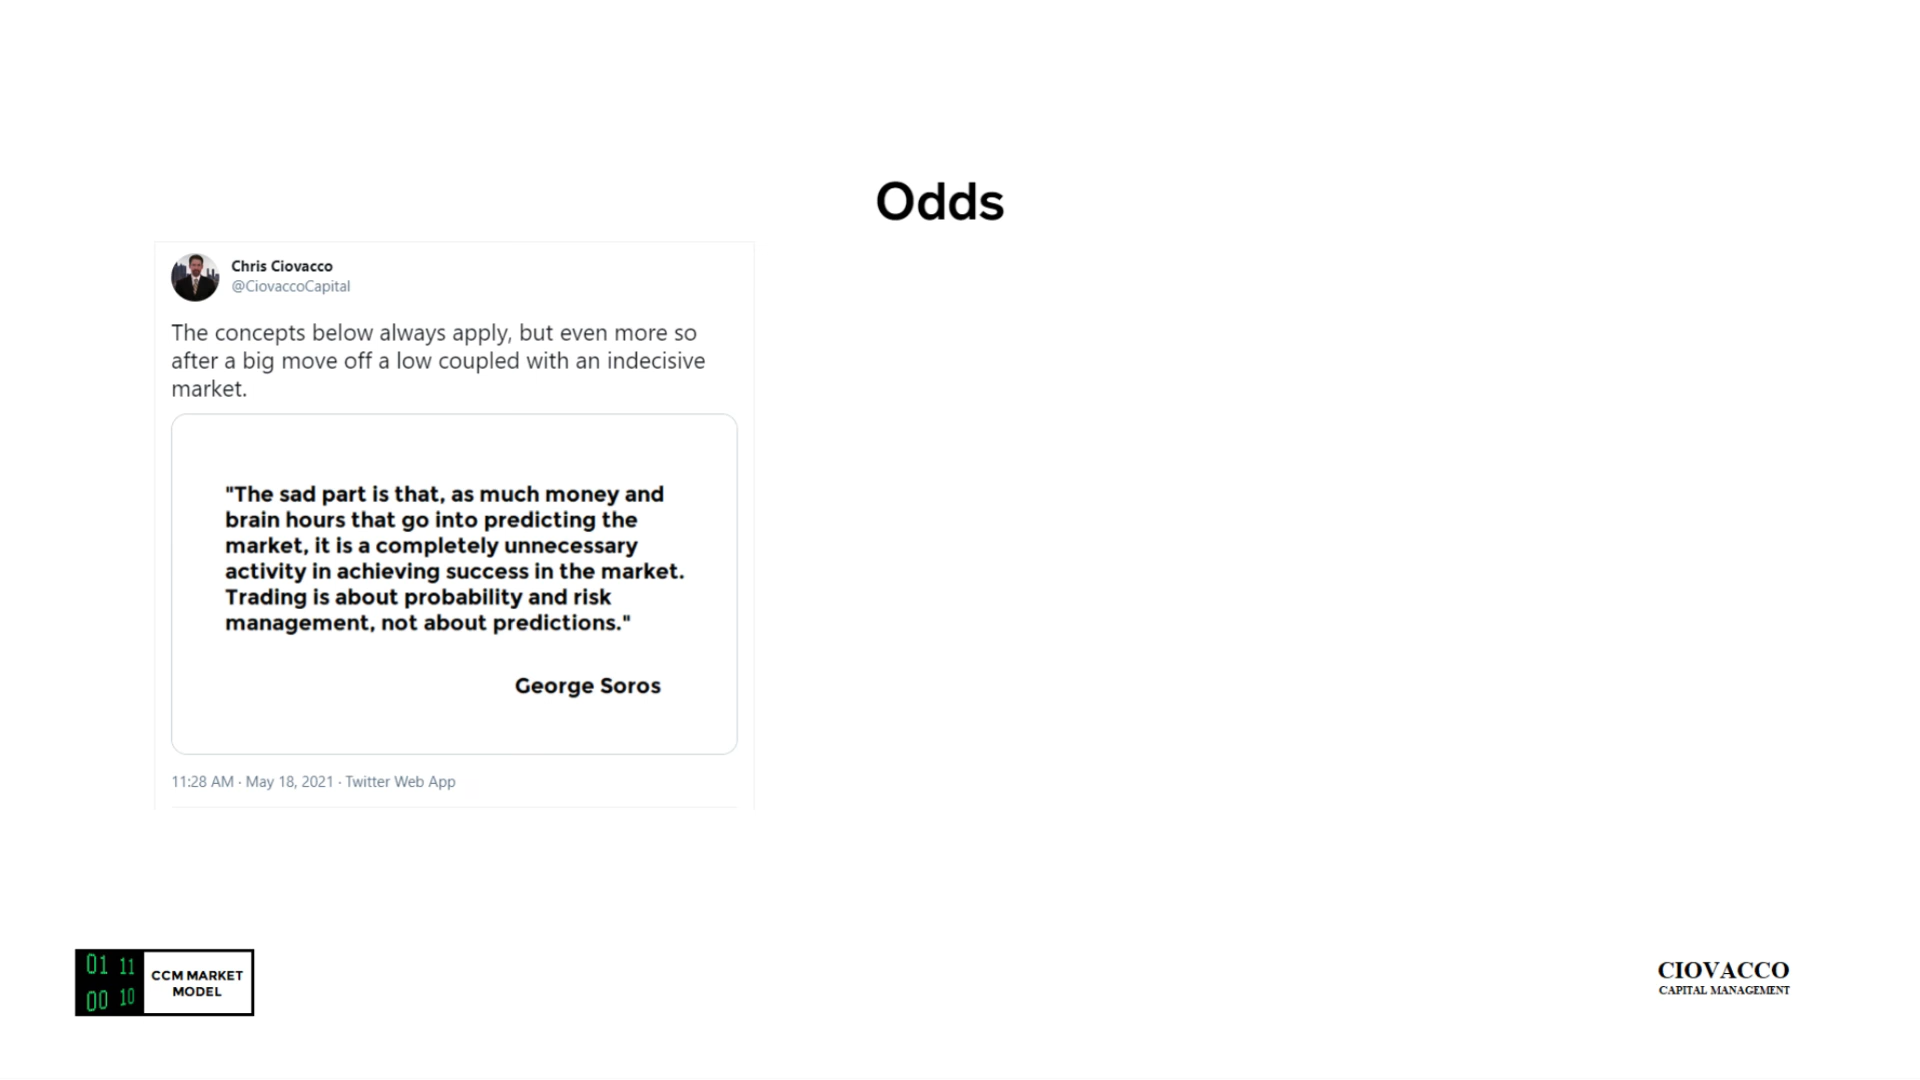 Odds
Chris Ciovacco
@CiovaccoCapital
The concepts below always apply, but even more so
after a big move off a low coupled with an indecisive
market.
"The sad part is that, as much money and
brain hours that go into predicting the
market, it is a completely unnecessary
activity in achieving success in the market.
Trading is about probability and risk
management, not about predictions."
George Soros
11:28 AM · May 18, 2021 · Twitter Web App
01 11
00 10
CCM MARKET
MODEL
CIOVACCO
CAPITAL MANAGEMENT